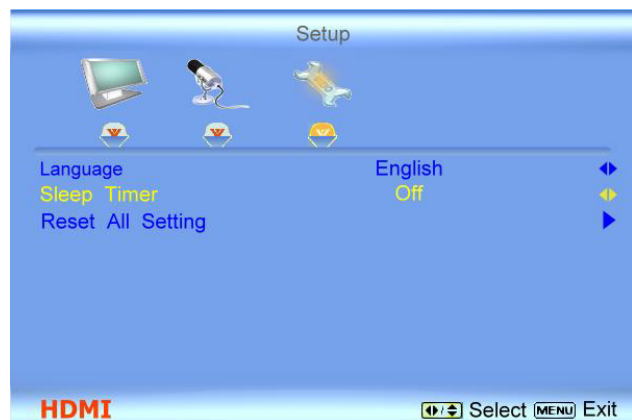 Setup
Language English
Sleep Timer Off
Reset All Setting
HDMI Select MENU Exit